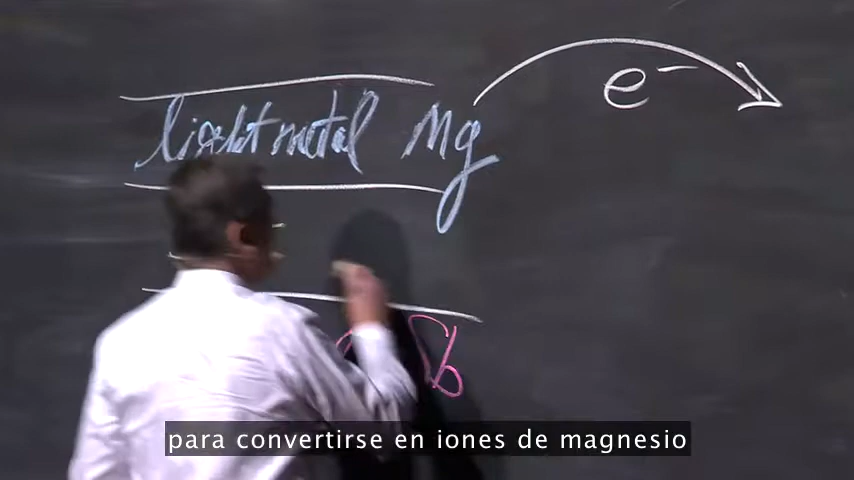 e⁻
light metal Mg
Sb
para convertirse en iones de magnesio